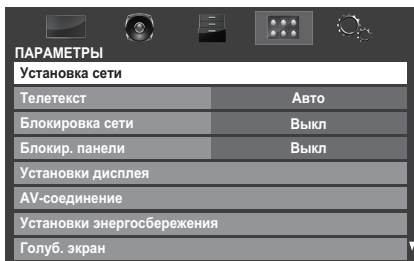 ПАРАМЕТРЫ
Установка сети
Телетекст Авто
Блокировка сети Выкл
Блокир. панели Выкл
Установки дисплея
AV-соединение
Установки энергосбережения
Голуб. экран